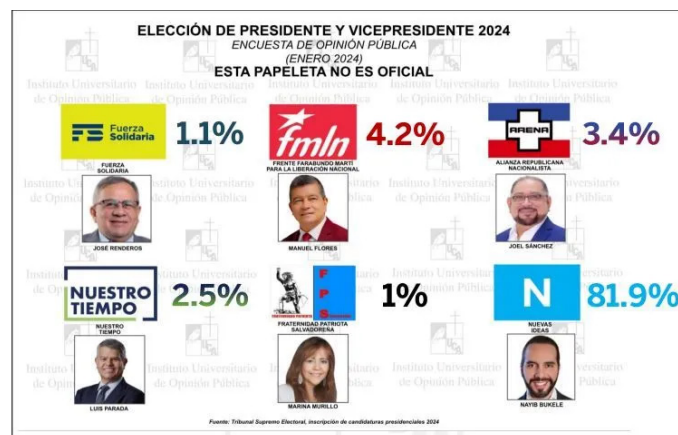 ELECCIÓN DE PRESIDENTE Y VICEPRESIDENTE 2024
ENCUESTA DE OPINIÓN PÚBLICA
(ENERO 2024)
ESTA PAPELETA NO ES OFICIAL
Instituto Universitario
de Opinión Pública
FS Fuerza
Solidaria
1.1%
FUERZA
SOLIDARIA
JOSÉ RENDEROS
fmln
4.2%
FRENTE FARABUNDO MARTÍ
PARA LA LIBERACIÓN NACIONAL
MANUEL FLORES
ARENA
3.4%
ALIANZA REPUBLICANA
NACIONALISTA
JOEL SÁNCHEZ
NUESTRO
TIEMPO
2.5%
NUESTRO
TIEMPO
LUIS PARADA
F
P
S
1%
FRATERNIDAD PATRIOTA
SALVADOREÑA
MARINA MURILLO
N
81.9%
NUEVAS
IDEAS
NAYIB BUKELE
Fuente: Tribunal Supremo Electoral, inscripción de candidaturas presidenciales 2024